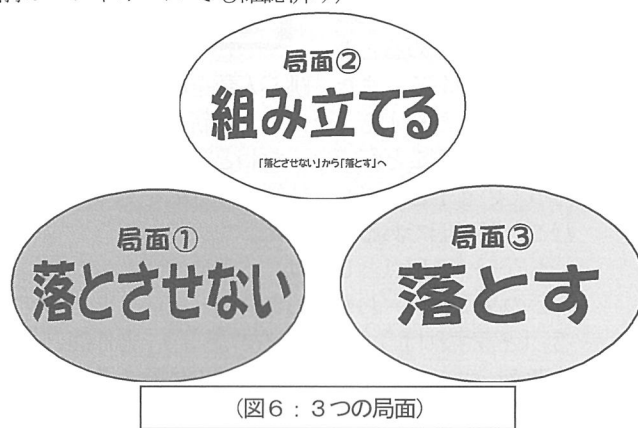 局面②
組み立てる
「落とさせない」から「落とす」へ
局面①
落とさせない
局面③
落とす
(図6:3つの局面)